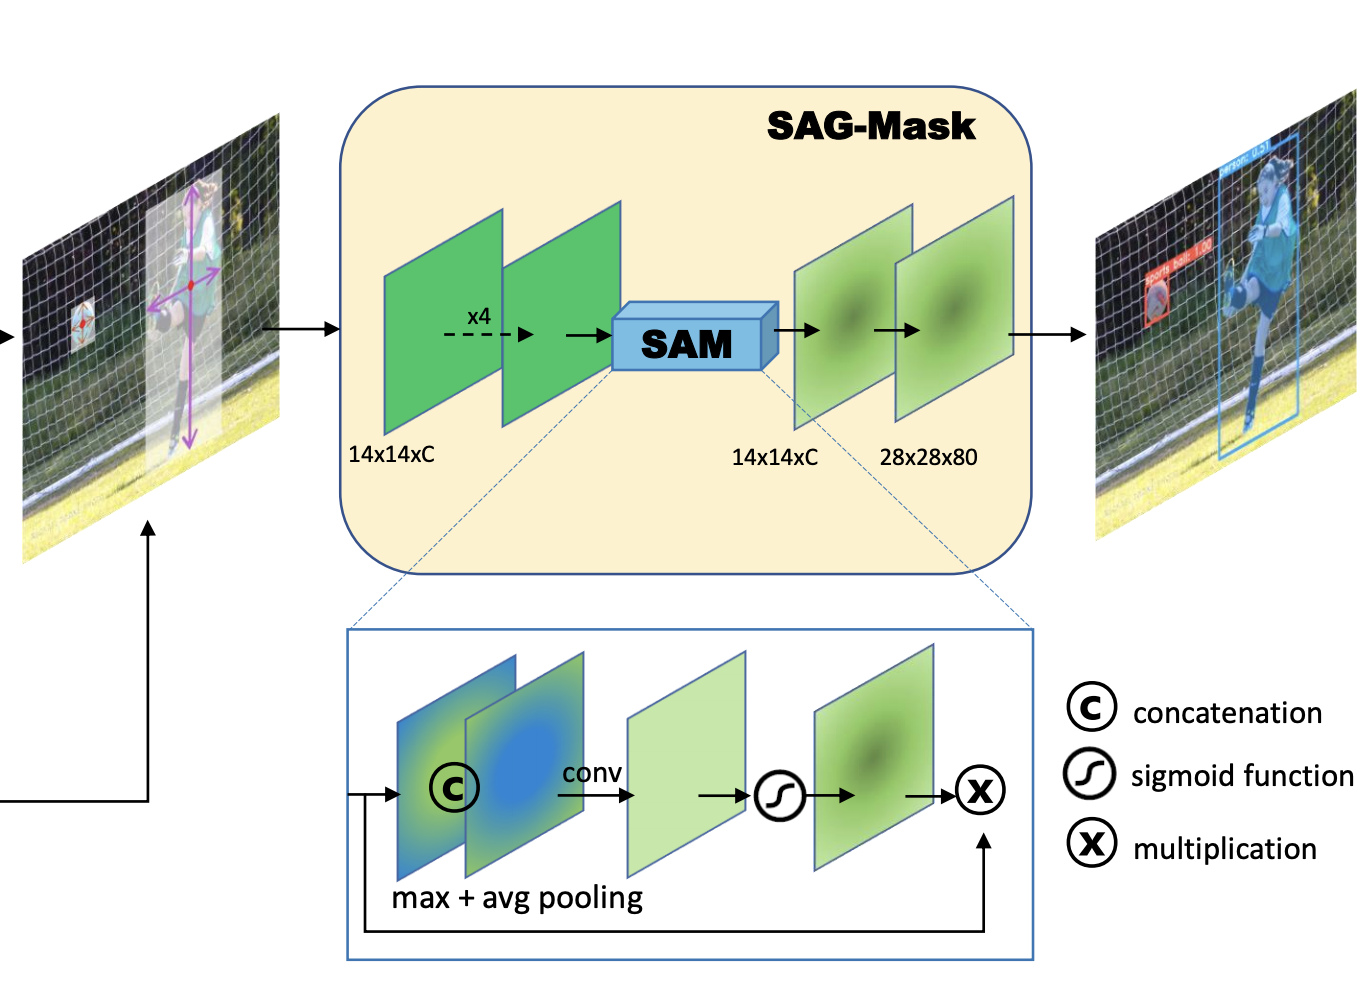 SAG-Mask
x4
SAM
14x14xC
14x14xC
28x28x80
person: 0.51
sports ball: 1.00
conv
max + avg pooling
C concatenation
sigmoid function
X multiplication
C
X